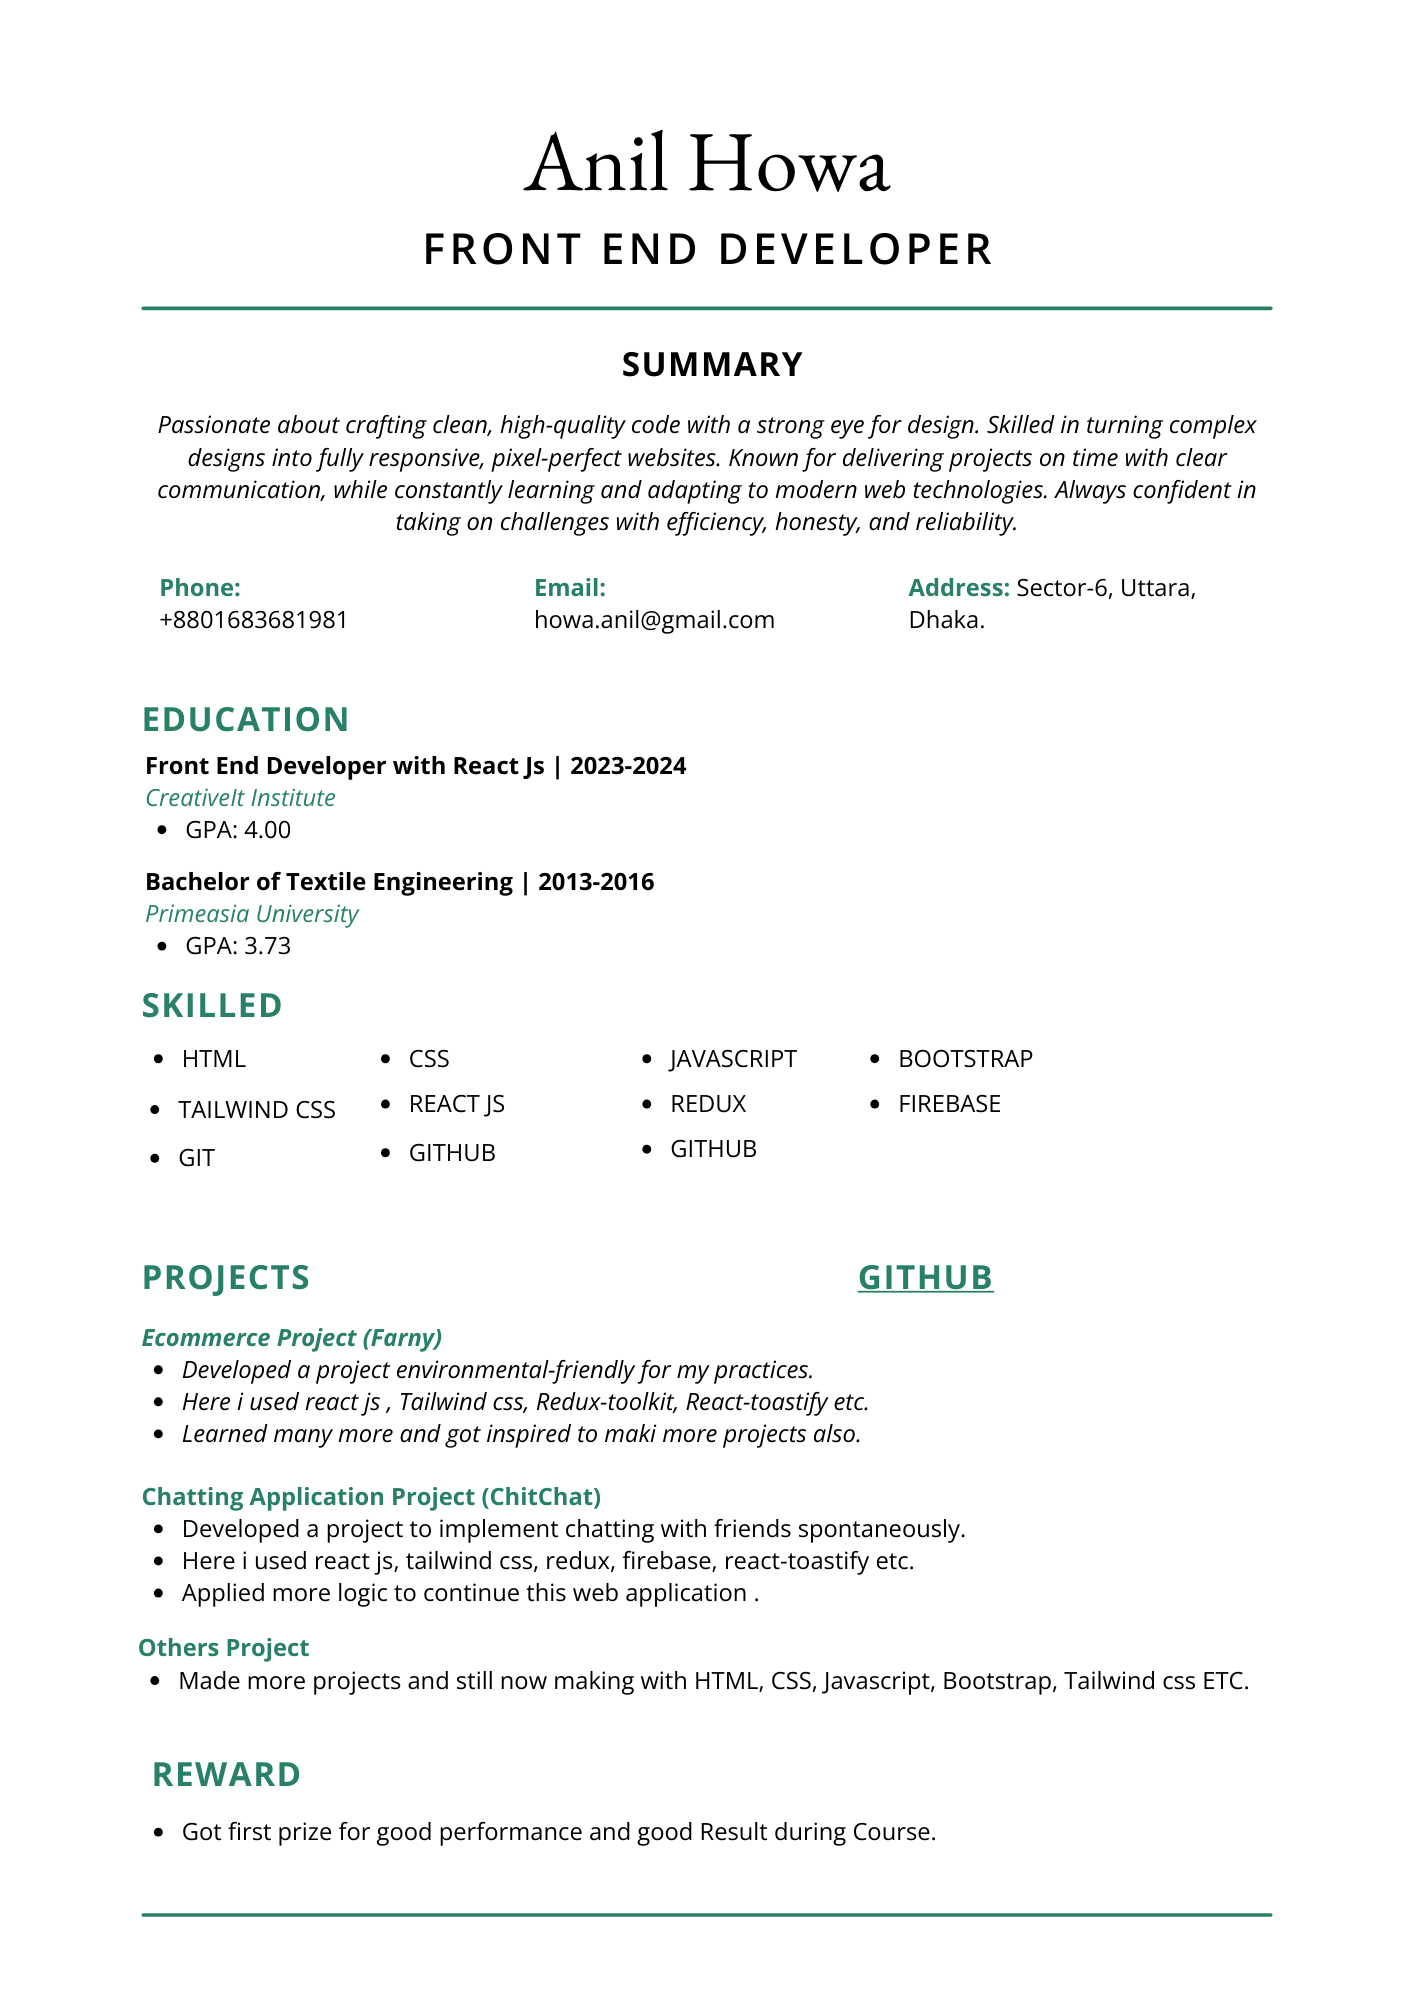 Anil Howa
FRONT END DEVELOPER
SUMMARY
Passionate about crafting clean, high-quality code with a strong eye for design. Skilled in turning complex
designs into fully responsive, pixel-perfect websites. Known for delivering projects on time with clear
communication, while constantly learning and adapting to modern web technologies. Always confident in
taking on challenges with efficiency, honesty, and reliability.
Phone:
+8801683681981
Email:
howa.anil@gmail.com
Address: Sector-6, Uttara,
Dhaka.
EDUCATION
Front End Developer with React Js | 2023-2024
CreativeIt Institute
• GPA: 4.00
Bachelor of Textile Engineering | 2013-2016
Primeasia University
• GPA: 3.73
SKILLED
• HTML • CSS • JAVASCRIPT • BOOTSTRAP
• TAILWIND CSS • REACT JS • REDUX • FIREBASE
• GIT • GITHUB • GITHUB
PROJECTS GITHUB
Ecommerce Project (Farny)
• Developed a project environmental-friendly for my practices.
• Here i used react js , Tailwind css, Redux-toolkit, React-toastify etc.
• Learned many more and got inspired to maki more projects also.
Chatting Application Project (ChitChat)
• Developed a project to implement chatting with friends spontaneously.
• Here i used react js, tailwind css, redux, firebase, react-toastify etc.
• Applied more logic to continue this web application .
Others Project
• Made more projects and still now making with HTML, CSS, Javascript, Bootstrap, Tailwind css ETC.
REWARD
• Got first prize for good performance and good Result during Course.